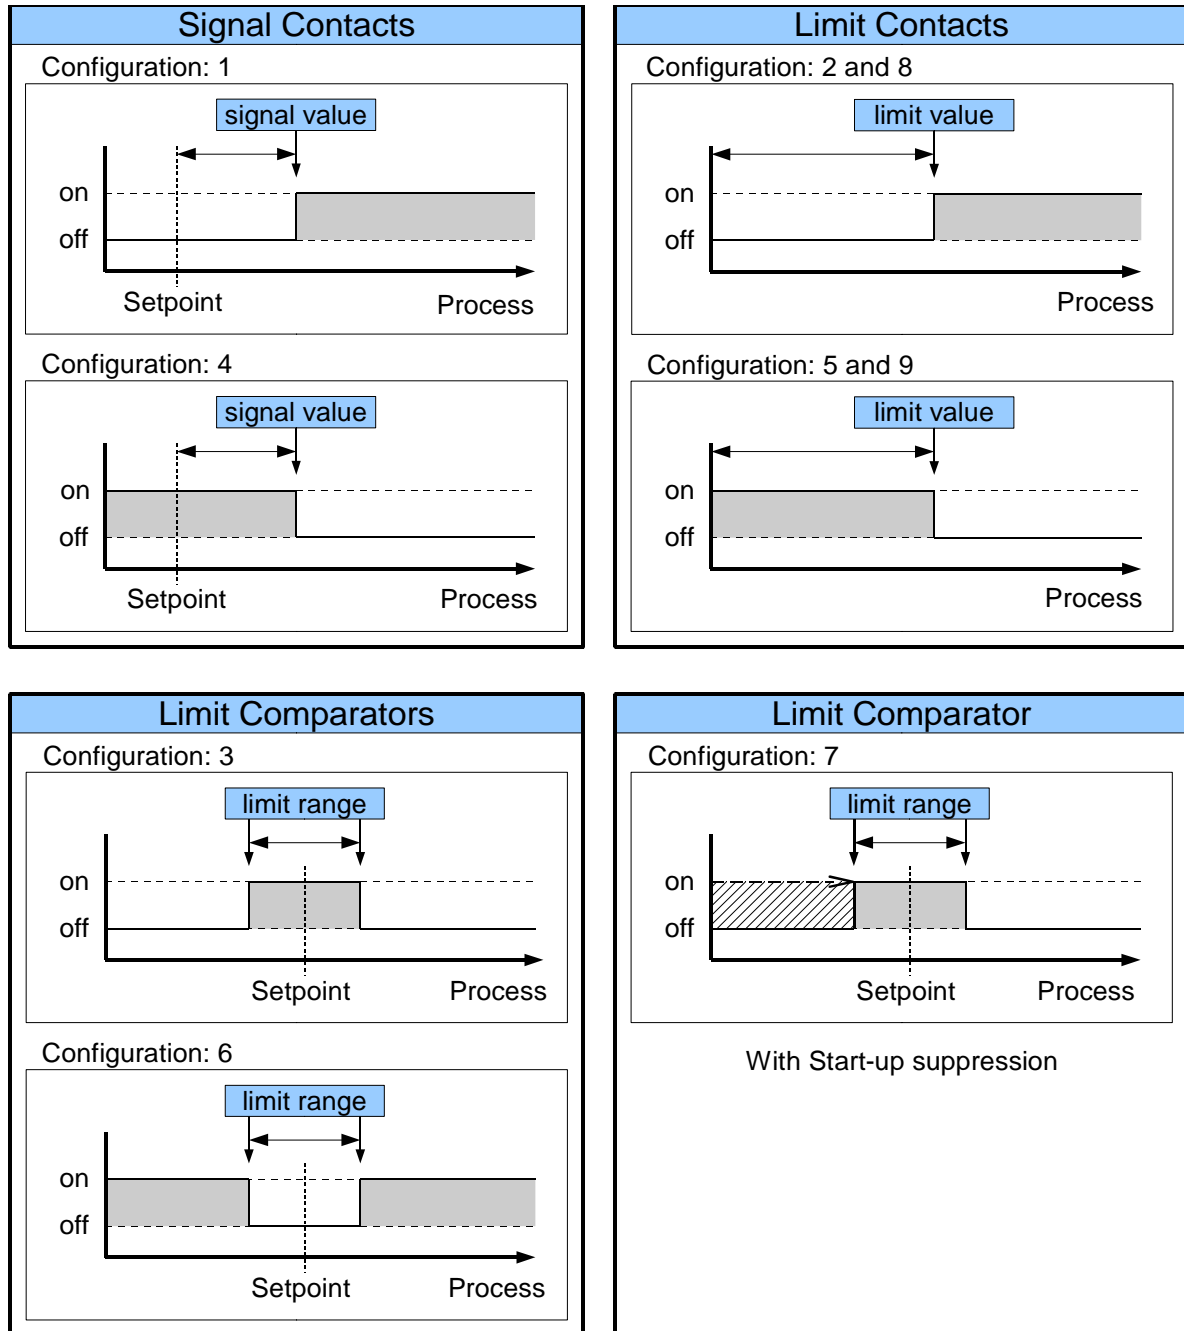 Signal Contacts
Configuration: 1
signal value
on
off
Setpoint
Process
Configuration: 4
signal value
on
off
Setpoint
Process
Limit Contacts
Configuration: 2 and 8
limit value
on
off
Process
Configuration: 5 and 9
limit value
on
off
Process
Limit Comparators
Configuration: 3
limit range
on
off
Setpoint
Process
Configuration: 6
limit range
on
off
Setpoint
Process
Limit Comparator
Configuration: 7
limit range
on
off
Setpoint
Process
With Start-up suppression